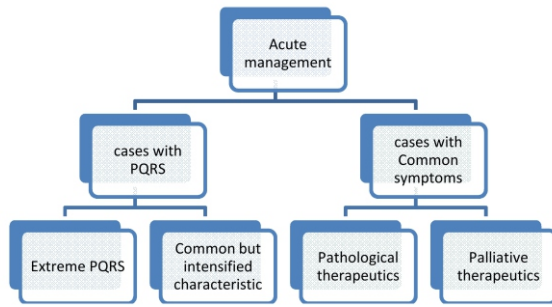 Acute
management
cases with
PQRS
cases with
Common
symptoms
Extreme PQRS
Common but
intensified
characteristic
Pathological
therapeutics
Palliative
therapeutics